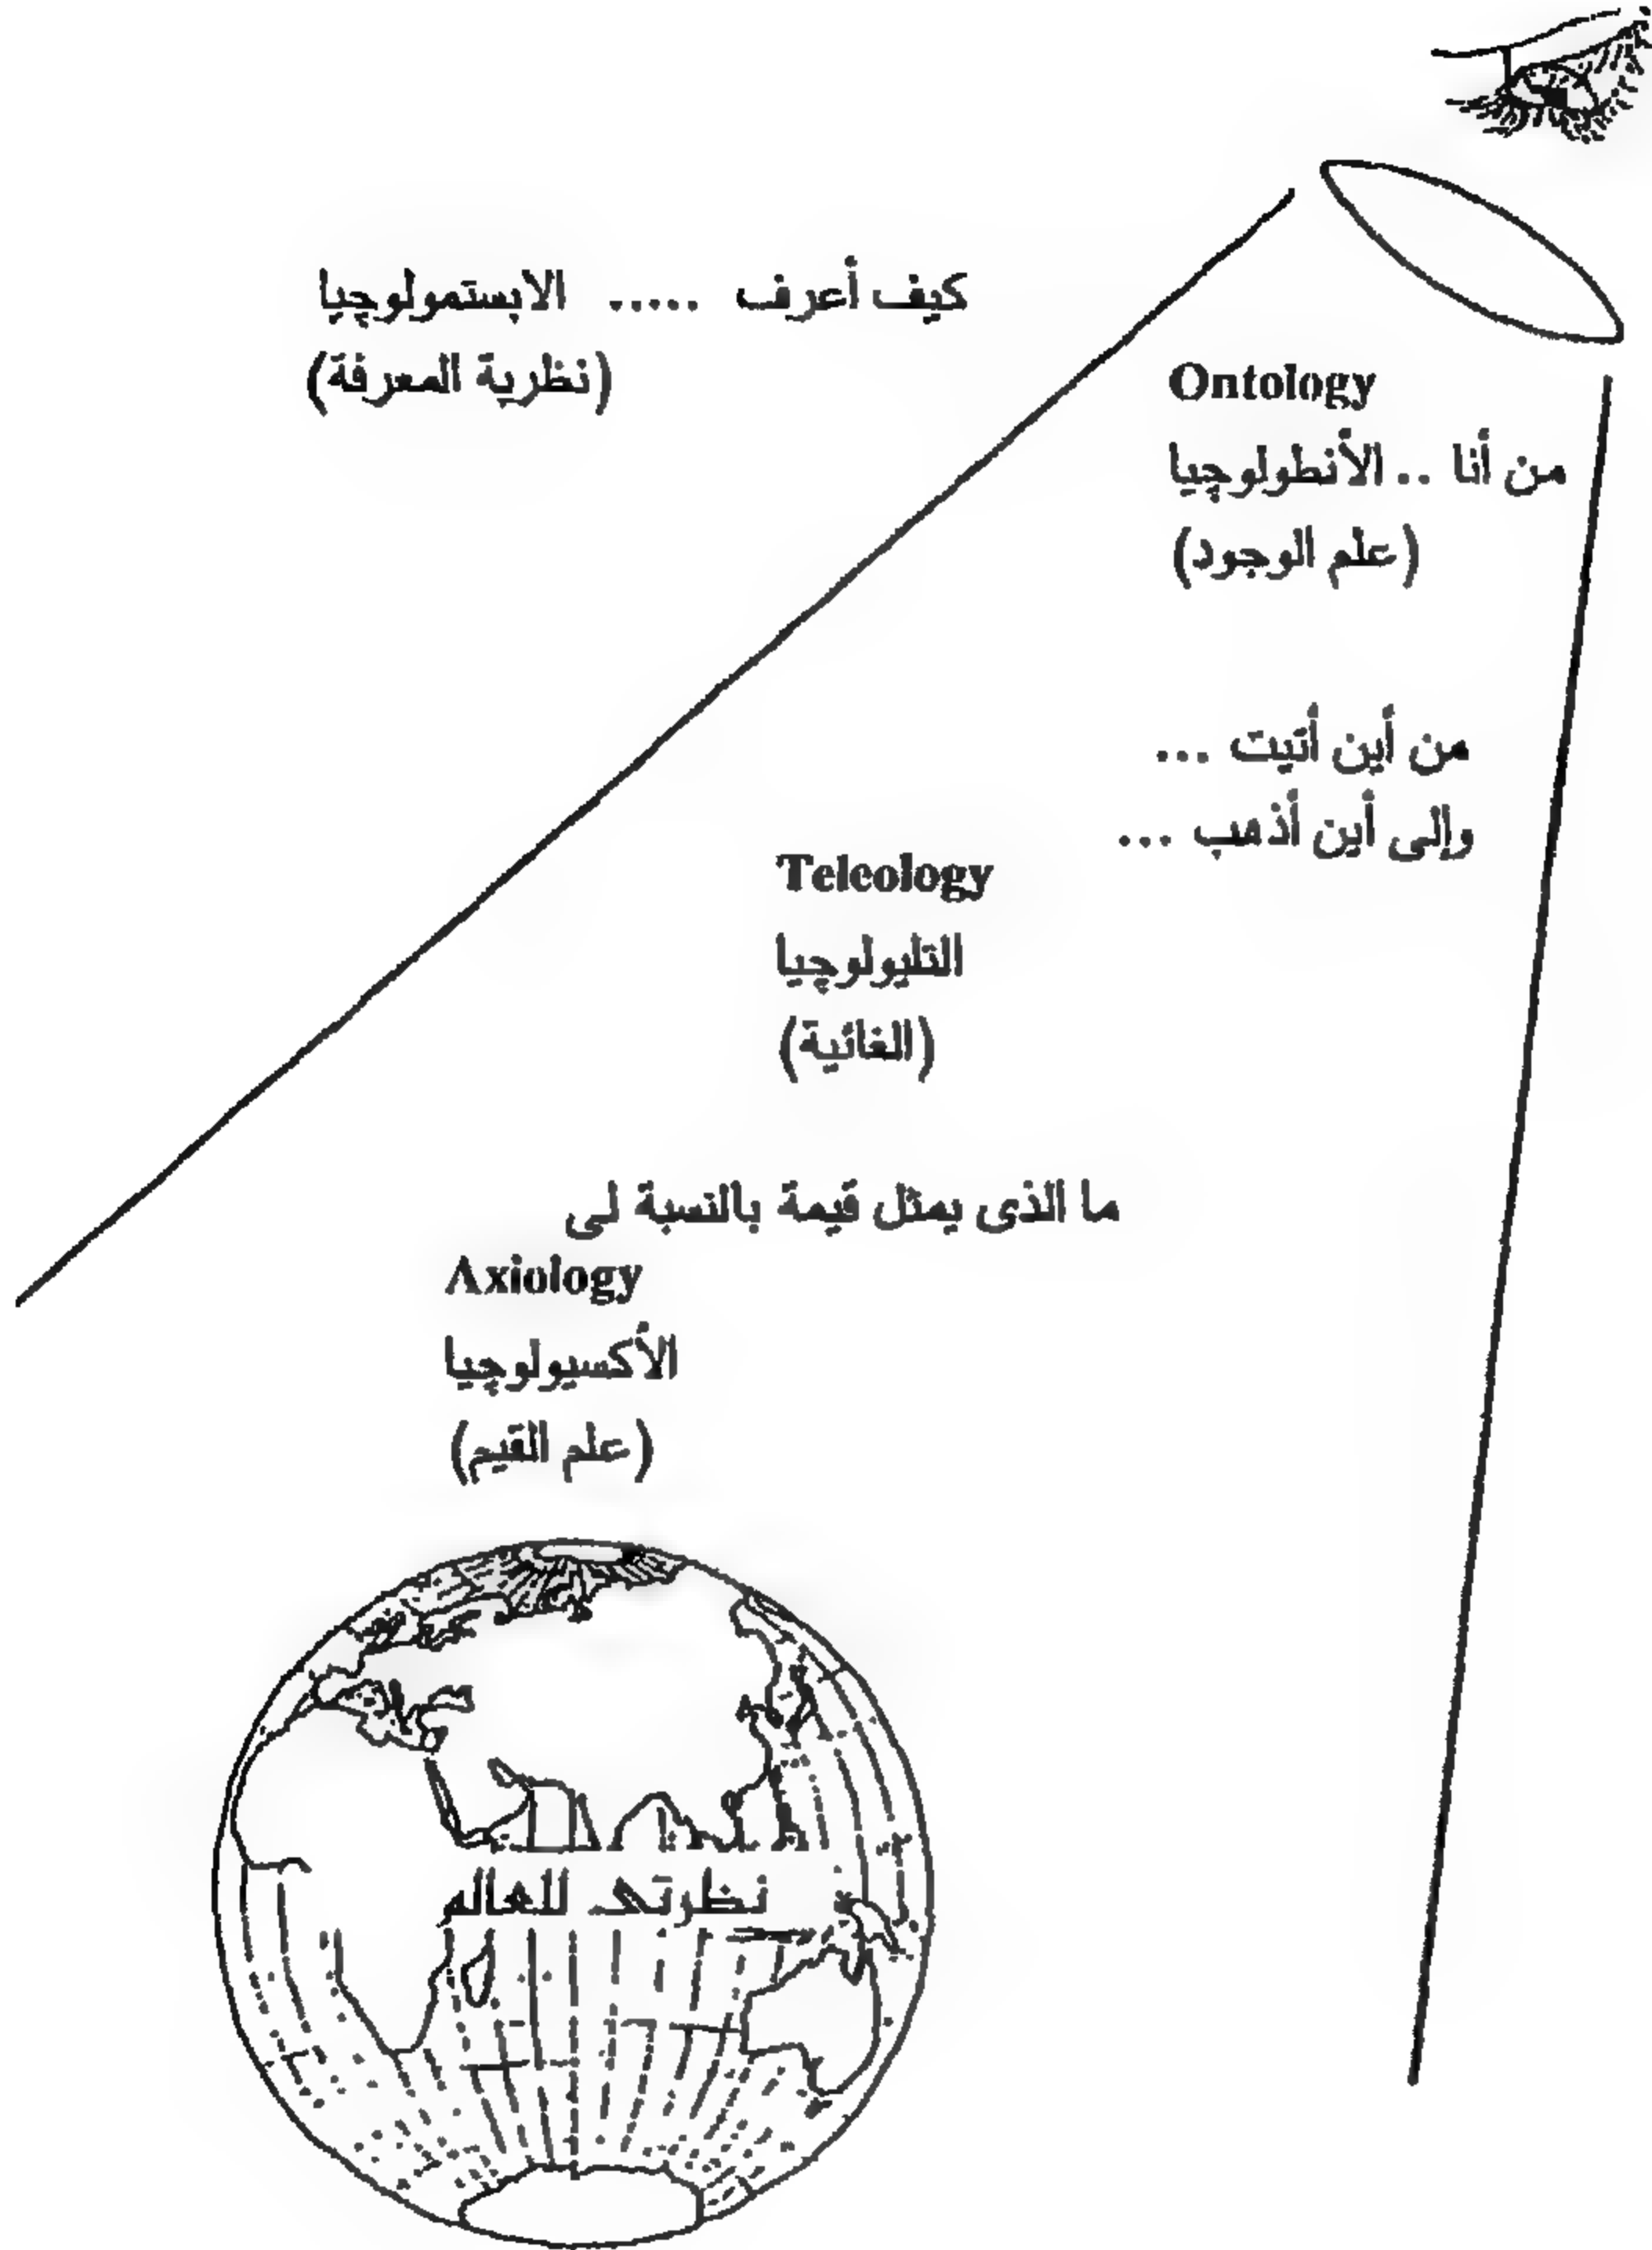 كيف أعرف ..... الابستمولوچيا
(نظرية المعرفة)
Ontology
من أنا .. الأنطولوچيا
(علم الوجود)
من أين أتيت ...
وإلى أين أذهب ...
Teleology
التليولوچيا
(الغائية)
ما الذى يمثل قيمة بالنسبة لى
Axiology
الأكسيولوچيا
(علم القيم)
نظرتى للعالم